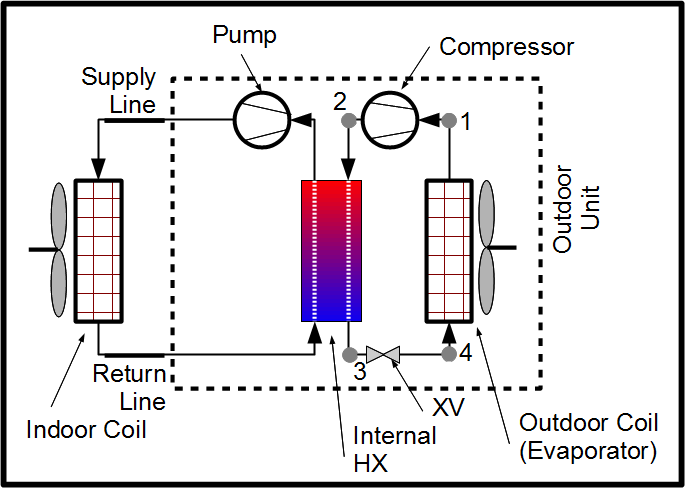 Pump
Compressor
Supply
Line
2
1
Outdoor
Unit
3
4
Return
Line
XV
Indoor Coil
Internal
HX
Outdoor Coil
(Evaporator)